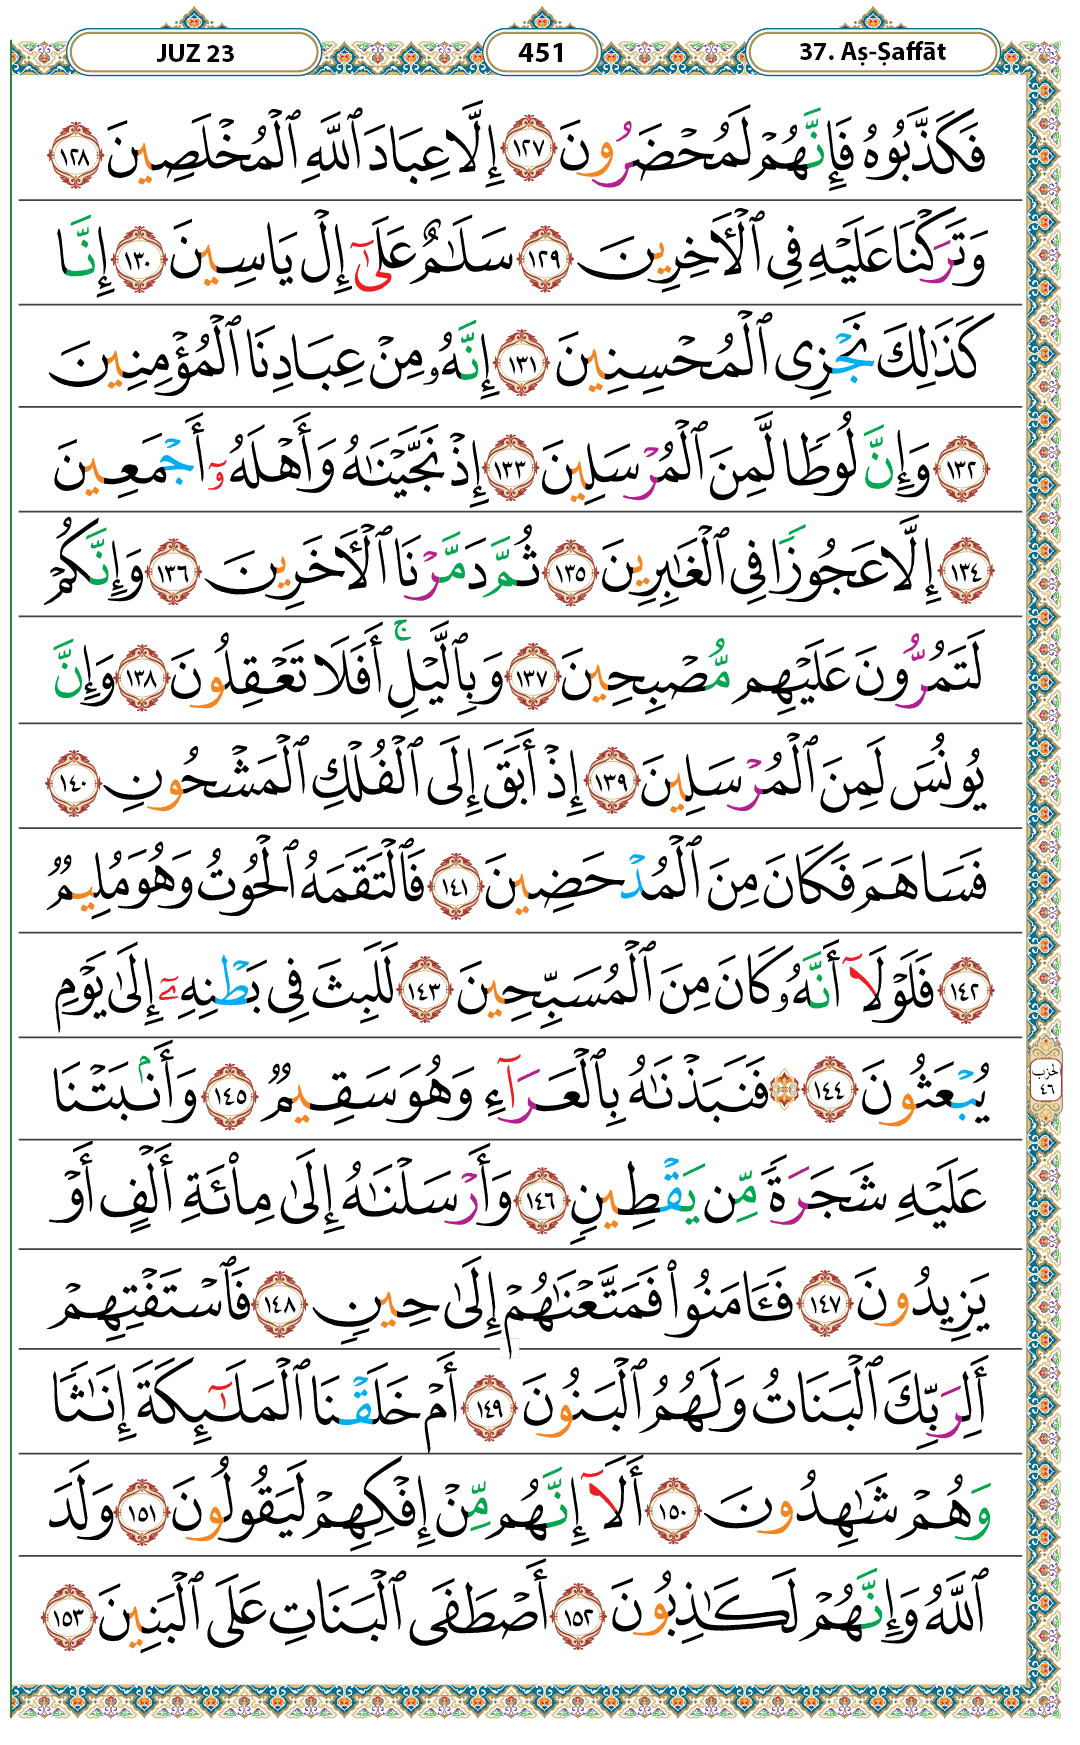 JUZ 23 451 37. Aṣ-Ṣaffāt
فَكَذَّبُوهُ فَإِنَّهُمْ لَمُحْضَرُونَ ١٢٧ إِلَّا عِبَادَ ٱللَّهِ ٱلْمُخْلَصِينَ ١٢٨
وَتَرَكْنَا عَلَيْهِ فِى ٱلْـَٔاخِرِينَ ١٢٩ سَلَـٰمٌ عَلَىٰٓ إِلْ يَاسِينَ ١٣٠ إِنَّا
كَذَٰلِكَ نَجْزِى ٱلْمُحْسِنِينَ ١٣١ إِنَّهُۥ مِنْ عِبَادِنَا ٱلْمُؤْمِنِينَ
١٣٢ وَإِنَّ لُوطًا لَّمِنَ ٱلْمُرْسَلِينَ ١٣٣ إِذْ نَجَّيْنَـٰهُ وَأَهْلَهُۥٓ أَجْمَعِينَ
١٣٤ إِلَّا عَجُوزًا فِى ٱلْغَـٰبِرِينَ ١٣٥ ثُمَّ دَمَّرْنَا ٱلْـَٔاخَرِينَ ١٣٦ وَإِنَّكُمْ
لَتَمُرُّونَ عَلَيْهِم مُّصْبِحِينَ ١٣٧ وَبِٱلَّيْلِ ۚ أَفَلَا تَعْقِلُونَ ١٣٨ وَإِنَّ
يُونُسَ لَمِنَ ٱلْمُرْسَلِينَ ١٣٩ إِذْ أَبَقَ إِلَى ٱلْفُلْكِ ٱلْمَشْحُونِ ١٤٠
فَسَاهَمَ فَكَانَ مِنَ ٱلْمُدْحَضِينَ ١٤١ فَٱلْتَقَمَهُ ٱلْحُوتُ وَهُوَ مُلِيمٌ
١٤٢ فَلَوْلَآ أَنَّهُۥ كَانَ مِنَ ٱلْمُسَبِّحِينَ ١٤٣ لَلَبِثَ فِى بَطْنِهِۦٓ إِلَىٰ يَوْمِ
يُبْعَثُونَ ١٤٤ ۞ فَنَبَذْنَـٰهُ بِٱلْعَرَآءِ وَهُوَ سَقِيمٌ ١٤٥ وَأَنۢبَتْنَا
الحزب
٤٦
عَلَيْهِ شَجَرَةً مِّن يَقْطِينٍ ١٤٦ وَأَرْسَلْنَـٰهُ إِلَىٰ مِا۟ئَةِ أَلْفٍ أَوْ
يَزِيدُونَ ١٤٧ فَـَٔامَنُوا۟ فَمَتَّعْنَـٰهُمْ إِلَىٰ حِينٍ ١٤٨ فَٱسْتَفْتِهِمْ
أَلِرَبِّكَ ٱلْبَنَاتُ وَلَهُمُ ٱلْبَنُونَ ١٤٩ أَمْ خَلَقْنَا ٱلْمَلَـٰٓئِكَةَ إِنَـٰثًا
وَهُمْ شَـٰهِدُونَ ١٥٠ أَلَآ إِنَّهُم مِّنْ إِفْكِهِمْ لَيَقُولُونَ ١٥١ وَلَدَ
ٱللَّهُ وَإِنَّهُمْ لَكَـٰذِبُونَ ١٥٢ أَصْطَفَى ٱلْبَنَاتِ عَلَى ٱلْبَنِينَ ١٥٣